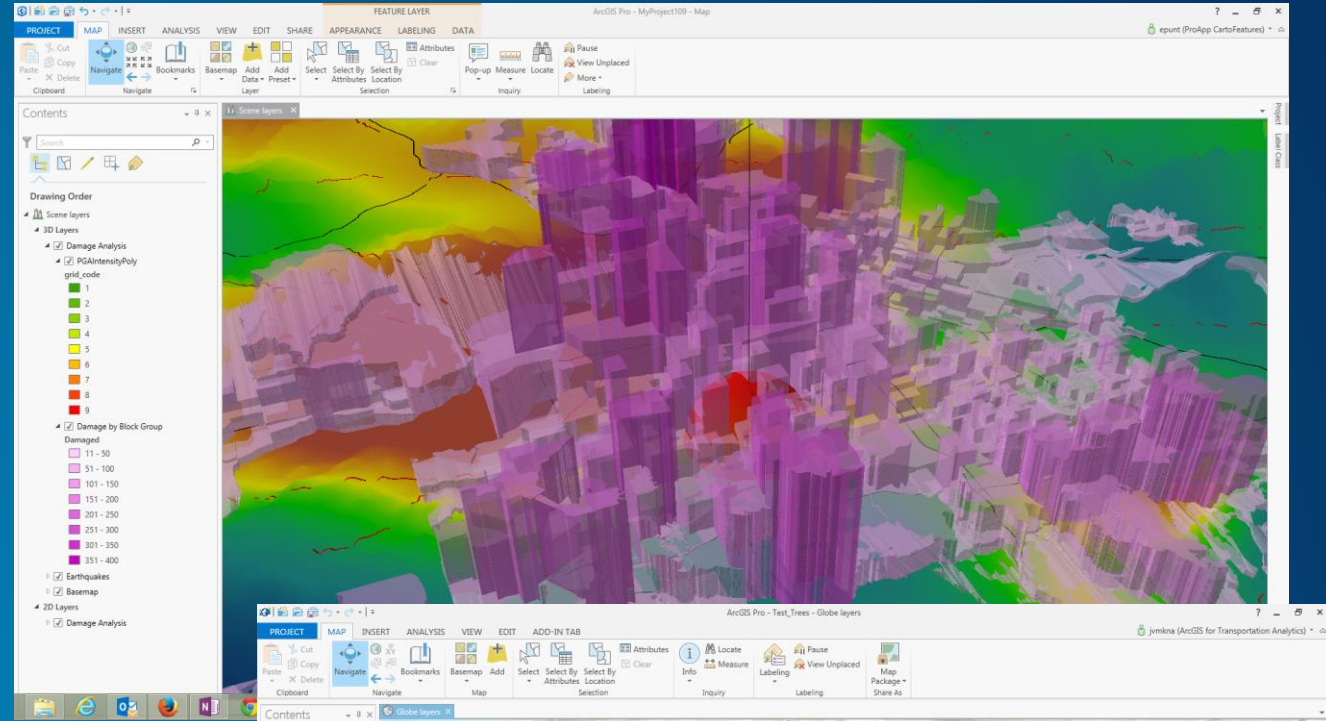 FEATURE LAYER
ArcGIS Pro - MyProject109 - Map
PROJECT MAP INSERT ANALYSIS VIEW EDIT SHARE APPEARANCE LABELING DATA
epunt (ProApp CartoFeatures)
Cut
Copy
Paste
Delete
Navigate
Bookmarks
Basemap
Add Data
Add Preset
Select
Select By Attributes
Select By Location
Attributes
Clear
Pop-up
Measure
Locate
Pause
View Unplaced
More
Clipboard Navigate Layer Selection Inquiry Labeling
Contents
Scene layers
Project
Label Class
Search
Drawing Order
Scene layers
3D Layers
Damage Analysis
PGAIntensityPoly
grid_code
1
2
3
4
5
6
7
8
9
Damage by Block Group
Damaged
11 - 50
51 - 100
101 - 150
151 - 200
201 - 250
251 - 300
301 - 350
351 - 400
Earthquakes
Basemap
2D Layers
Damage Analysis
ArcGIS Pro - Test_Trees - Globe layers
PROJECT MAP INSERT ANALYSIS VIEW EDIT ADD-IN TAB
jvmkna (ArcGIS for Transportation Analytics)
Cut
Copy
Paste
Delete
Navigate
Bookmarks
Basemap
Add
Select
Select By Attributes
Select By Location
Attributes
Clear
Info
Locate
Measure
Labeling
Pause
View Unplaced
Map Package
Clipboard Navigate Map Selection Inquiry Labeling Share As
Contents
Globe layers